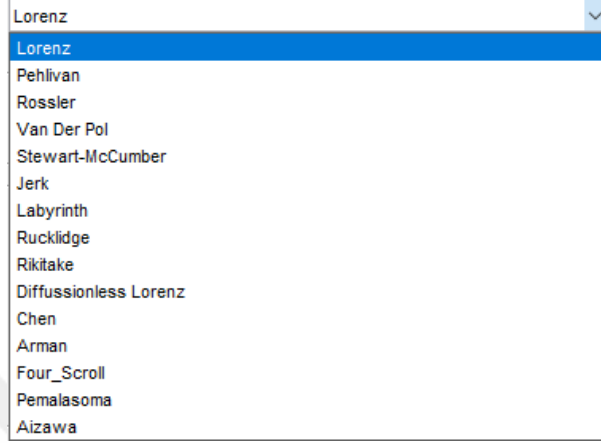 Lorenz
Lorenz
Pehlivan
Rossler
Van Der Pol
Stewart-McCumber
Jerk
Labyrinth
Rucklidge
Rikitake
Diffussionless Lorenz
Chen
Arman
Four_Scroll
Pemalasoma
Aizawa